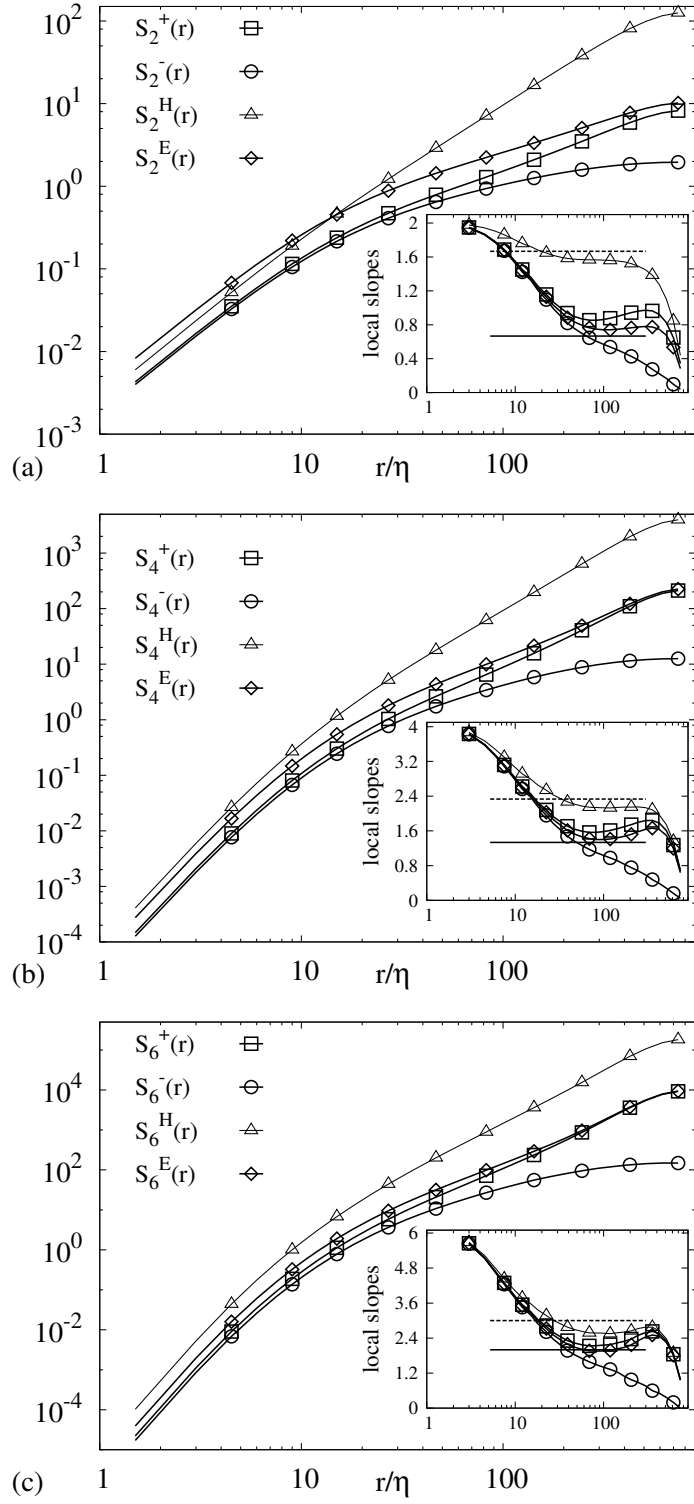 10^2
10^1
10^0
10^-1
10^-2
10^-3
S_2^+(r)
S_2^-(r)
S_2^H(r)
S_2^E(r)
local slopes
2
1.6
1.2
0.8
0.4
0
1 10 100
1 10 100
(a) r/η
10^3
10^2
10^1
10^0
10^-1
10^-2
10^-3
10^-4
S_4^+(r)
S_4^-(r)
S_4^H(r)
S_4^E(r)
local slopes
4
3.2
2.4
1.6
0.8
0
1 10 100
1 10 100
(b) r/η
10^4
10^2
10^0
10^-2
10^-4
S_6^+(r)
S_6^-(r)
S_6^H(r)
S_6^E(r)
local slopes
6
4.8
3.6
2.4
1.2
0
1 10 100
1 10 100
(c) r/η